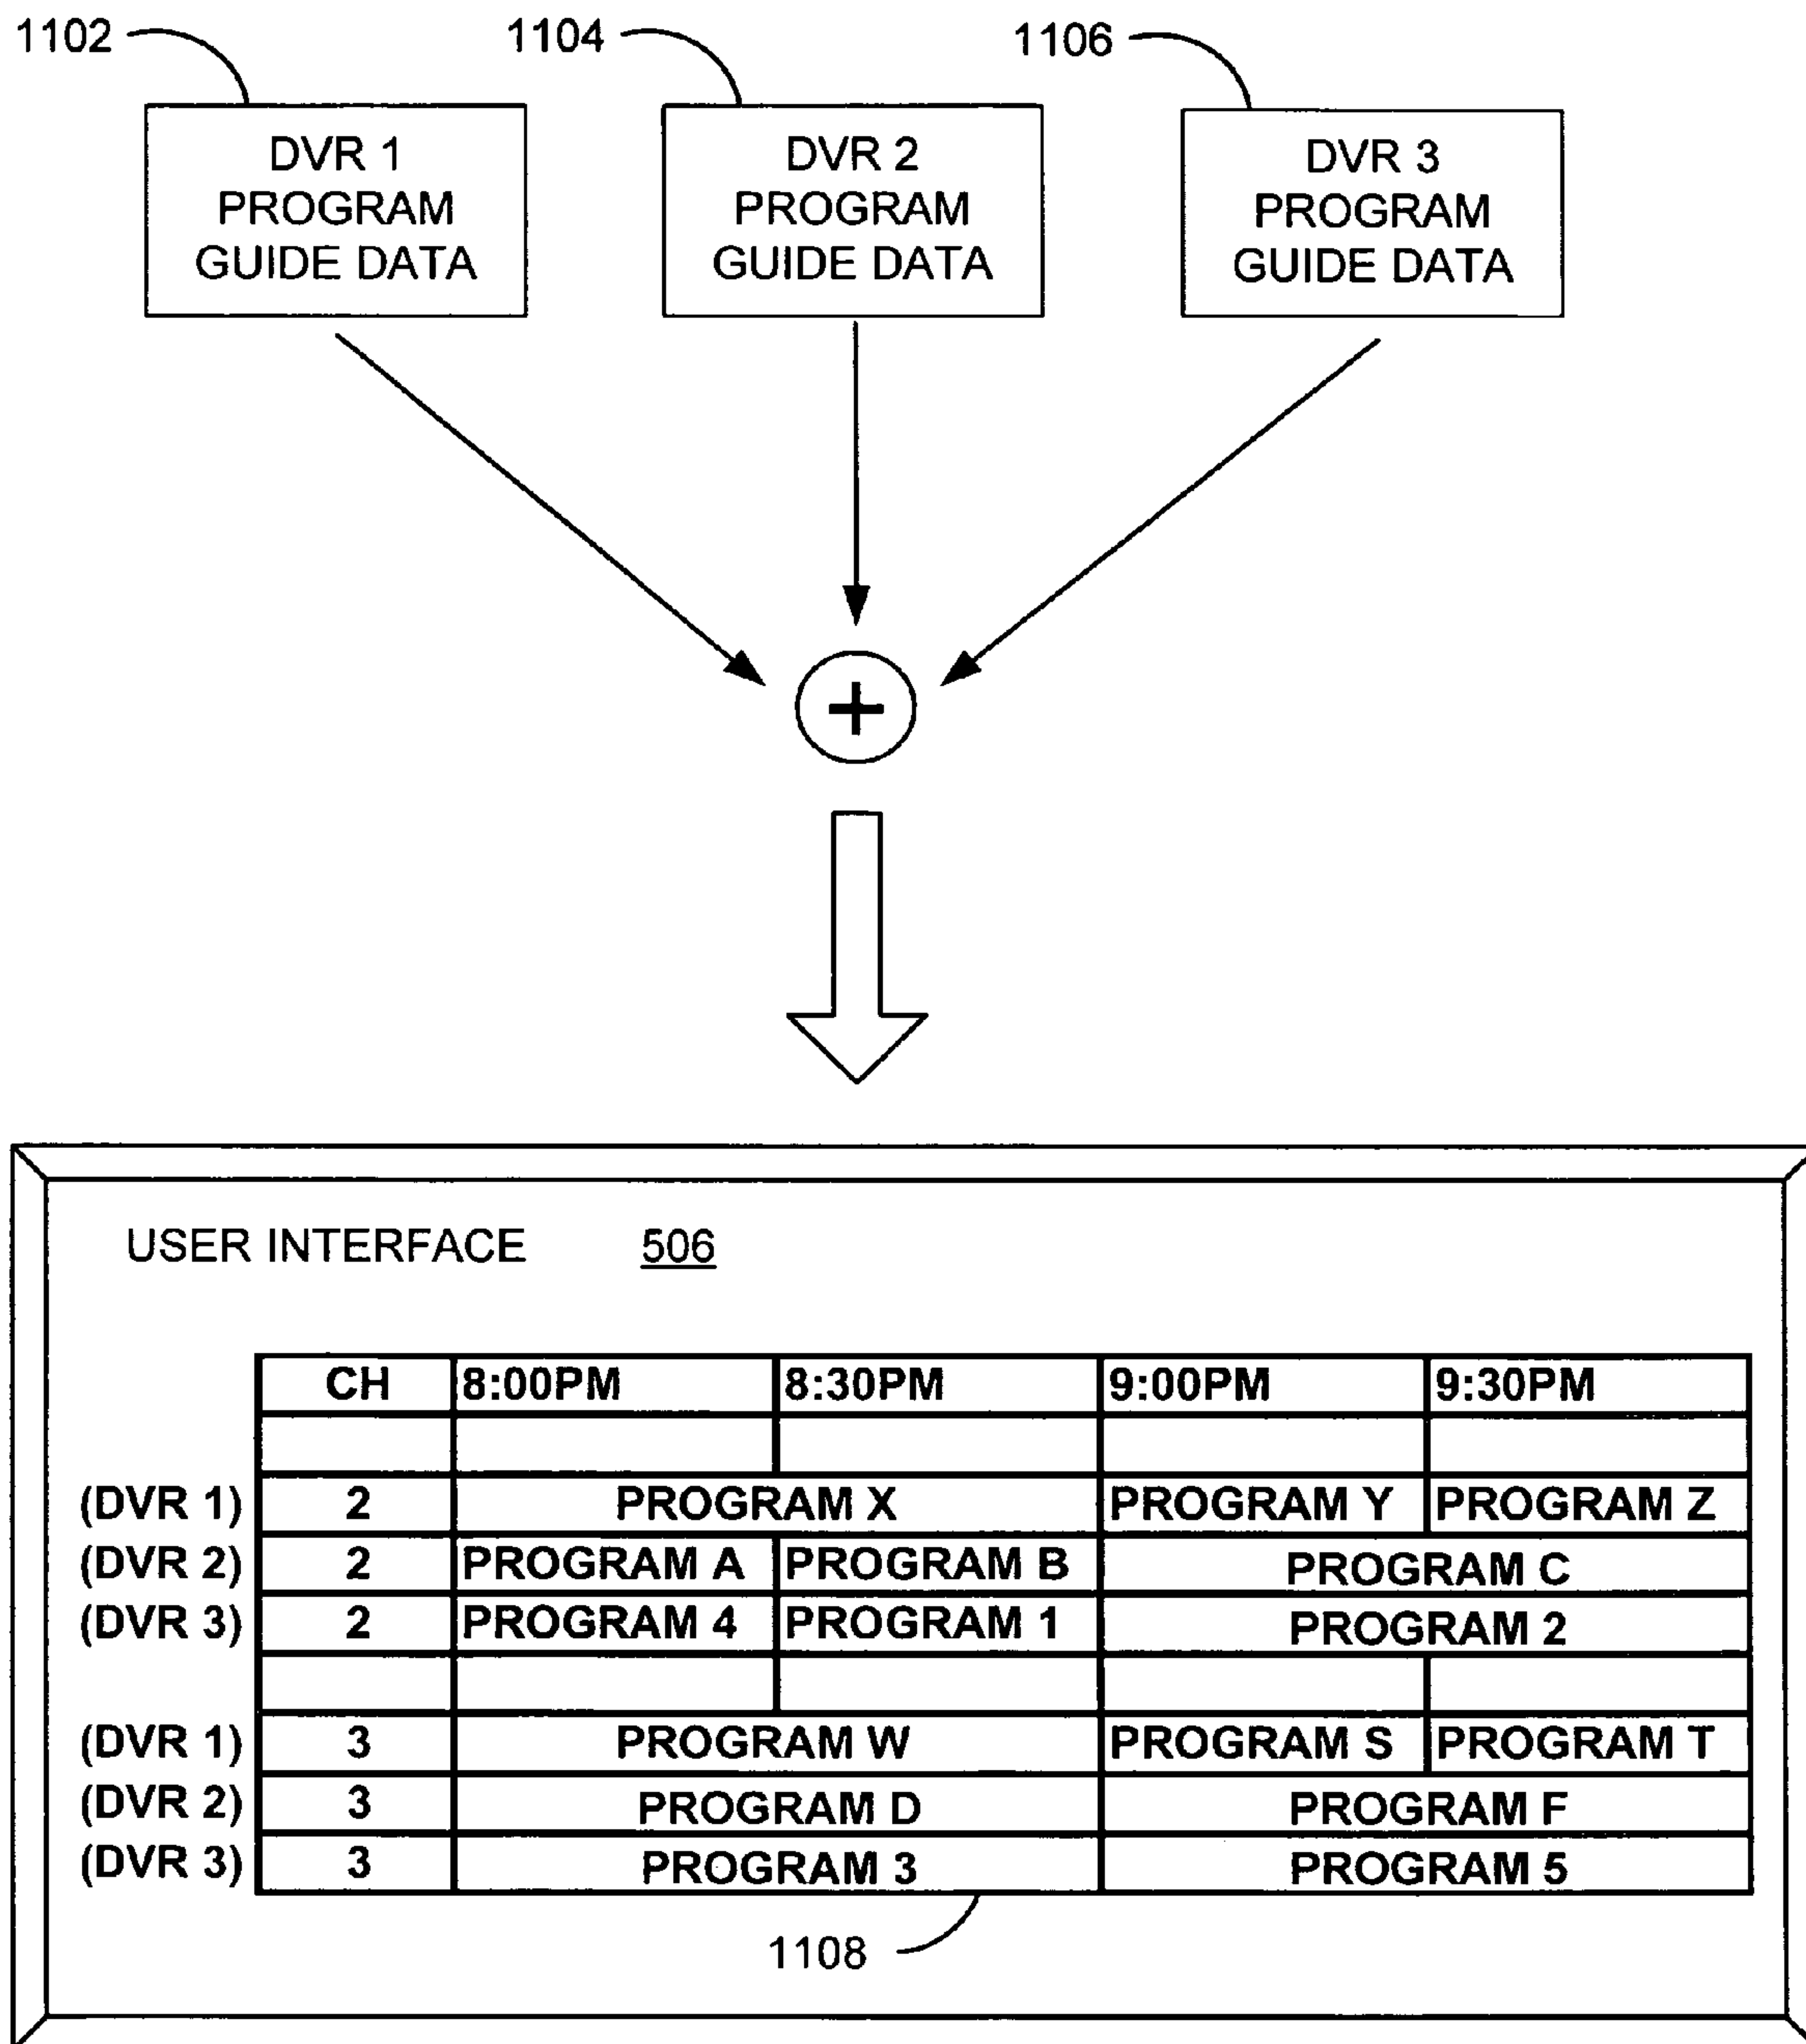 1102 1104 1106
DVR 1 PROGRAM GUIDE DATA
DVR 2 PROGRAM GUIDE DATA
DVR 3 PROGRAM GUIDE DATA
+
USER INTERFACE 506
CH 8:00PM 8:30PM 9:00PM 9:30PM
(DVR 1) 2 PROGRAM X PROGRAM Y PROGRAM Z
(DVR 2) 2 PROGRAM A PROGRAM B PROGRAM C
(DVR 3) 2 PROGRAM 4 PROGRAM 1 PROGRAM 2
(DVR 1) 3 PROGRAM W PROGRAM S PROGRAM T
(DVR 2) 3 PROGRAM D PROGRAM F
(DVR 3) 3 PROGRAM 3 PROGRAM 5
1108